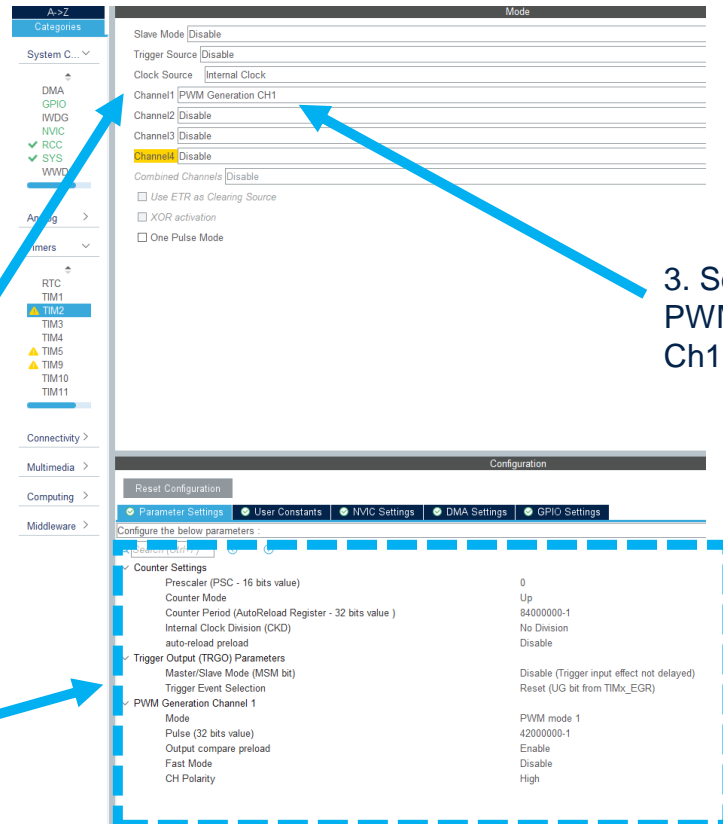 A->Z
Categories
System C...
DMA
GPIO
IWDG
NVIC
RCC
SYS
Timers
RTC
TIM1
TIM2
TIM3
TIM4
TIM5
TIM9
TIM10
TIM11
Connectivity
Multimedia
Computing
Middleware
Mode
Slave Mode Disable
Trigger Source Disable
Clock Source Internal Clock
Channel1 PWM Generation CH1
Channel2 Disable
Channel3 Disable
Channel4 Disable
Combined Channels Disable
Use ETR as Clearing Source
XOR activation
One Pulse Mode
3.
Ch1
Configuration
Reset Configuration
Parameter Settings User Constants NVIC Settings DMA Settings GPIO Settings
Configure the below parameters :
Counter Settings
Prescaler (PSC - 16 bits value) 0
Counter Mode Up
Counter Period (AutoReload Register - 32 bits value ) 84000000-1
Internal Clock Division (CKD) No Division
auto-reload preload Disable
Trigger Output (TRGO) Parameters
Master/Slave Mode (MSM bit) Disable (Trigger input effect not delayed)
Trigger Event Selection Reset (UG bit from TIMx_EGR)
PWM Generation Channel 1
Mode PWM mode 1
Pulse (32 bits value) 42000000-1
Output compare preload Enable
Fast Mode Disable
CH Polarity High